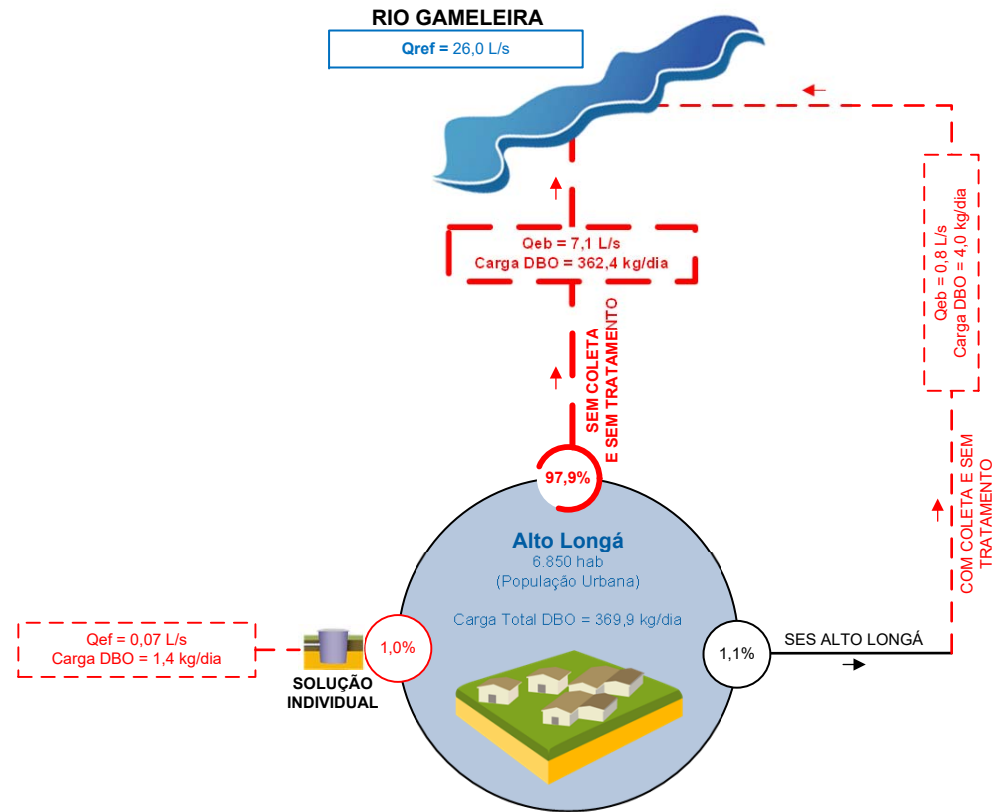 RIO GAMELEIRA
Qref = 26,0 L/s
Qeb = 7,1 L/s
Carga DBO = 362,4 kg/dia
Qeb = 0,8 L/s
Carga DBO = 4,0 kg/dia
SEM COLETA
E SEM TRATAMENTO
COM COLETA E SEM
TRATAMENTO
97,9%
Alto Longá
6.850 hab
(População Urbana)
Carga Total DBO = 369,9 kg/dia
Qef = 0,07 L/s
Carga DBO = 1,4 kg/dia
SOLUÇÃO
INDIVIDUAL
1,0%
1,1%
SES ALTO LONGÁ